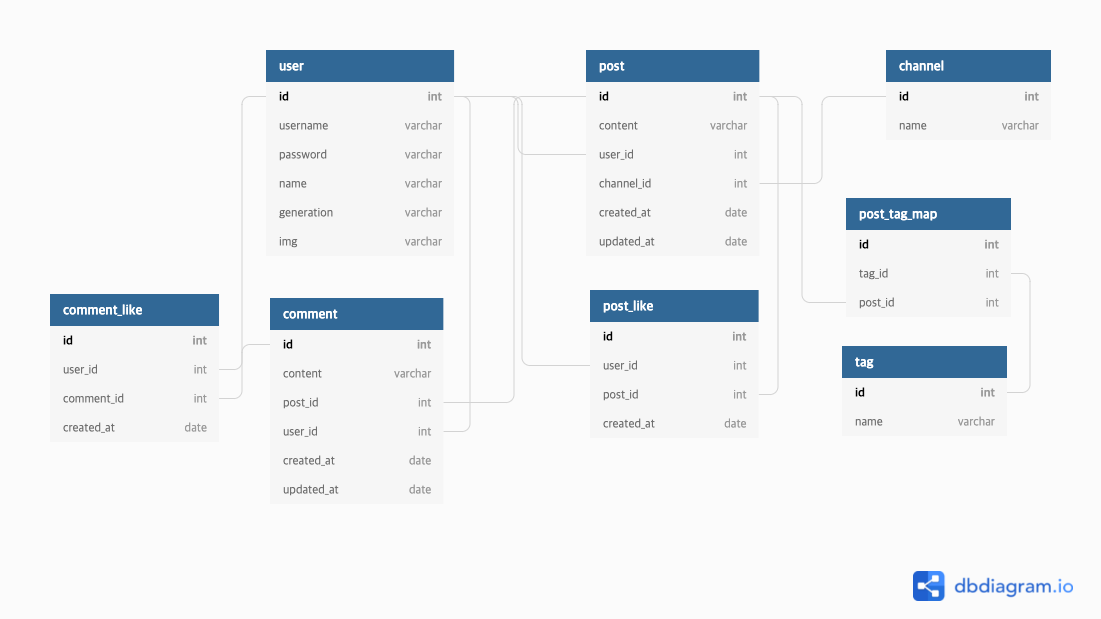 user
id int
username varchar
password varchar
name varchar
generation varchar
img varchar
post
id int
content varchar
user_id int
channel_id int
created_at date
updated_at date
channel
id int
name varchar
post_tag_map
id int
tag_id int
post_id int
comment_like
id int
user_id int
comment_id int
created_at date
comment
id int
content varchar
post_id int
user_id int
created_at date
updated_at date
post_like
id int
user_id int
post_id int
created_at date
tag
id int
name varchar
dbdiagram.io